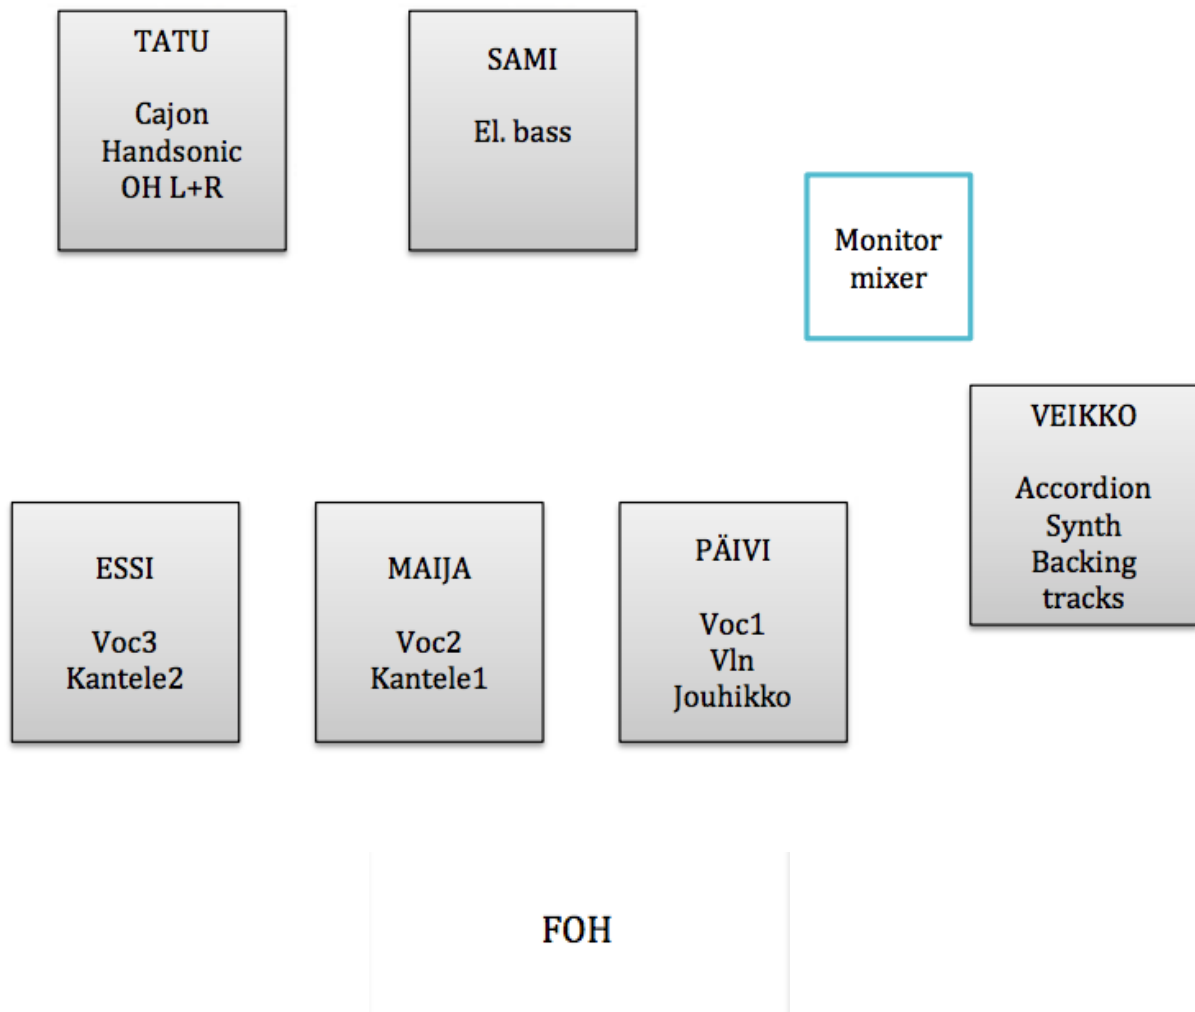 TATU
Cajon
Handsonic
OH L+R
SAMI
El. bass
Monitor
mixer
VEIKKO
Accordion
Synth
Backing
tracks
ESSI
Voc3
Kantele2
MAIJA
Voc2
Kantele1
PÄIVI
Voc1
Vln
Jouhikko
FOH